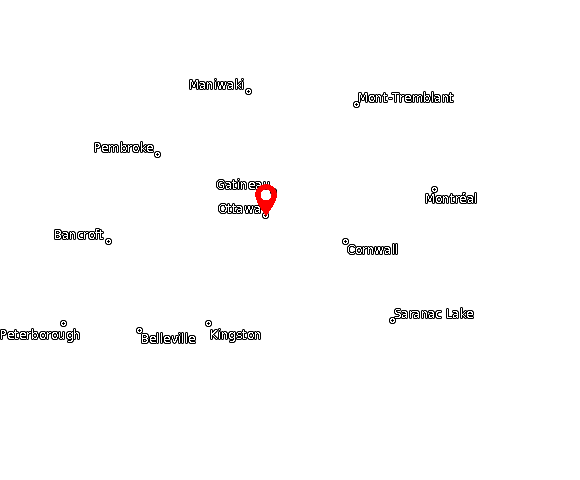 Maniwaki
Mont-Tremblant
Pembroke
Gatineau
Montréal
Ottawa
Bancroft
Cornwall
Saranac Lake
Peterborough
Belleville
Kingston